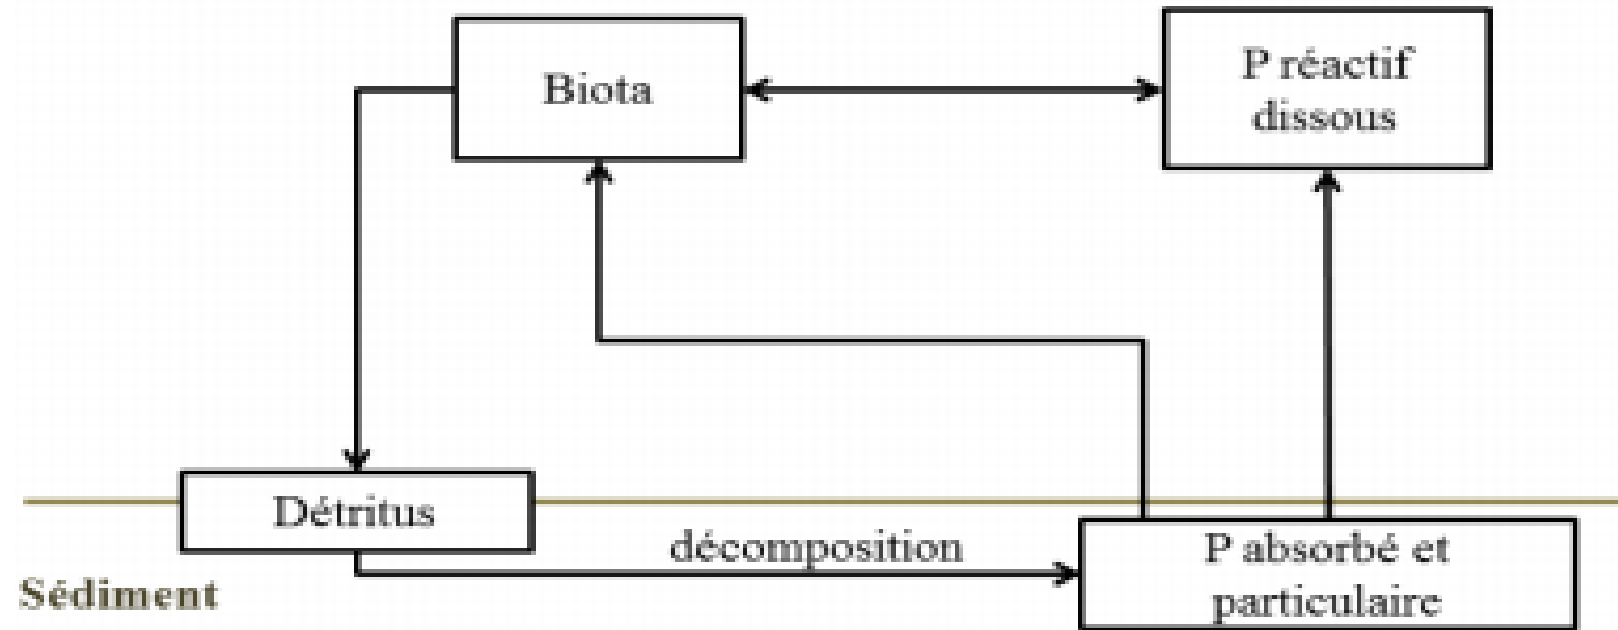 Biota
P réactif
dissous
Détritus
décomposition
P absorbé et
particulaire
Sédiment